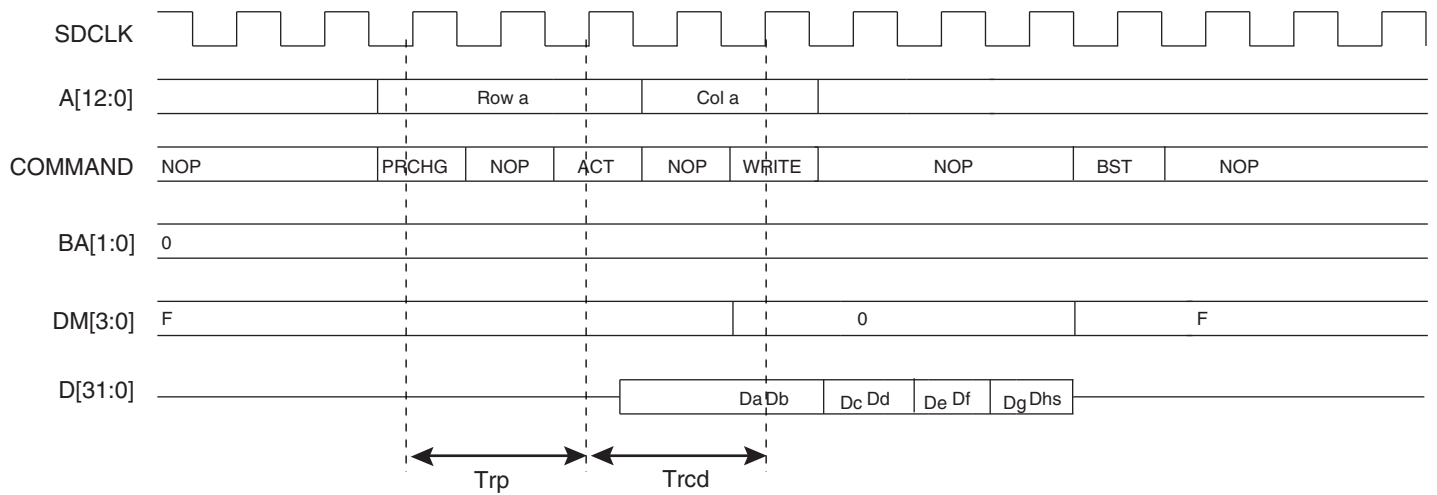 SDCLK
A[12:0] Row a Col a
COMMAND NOP PRCHG NOP ACT NOP WRITE NOP BST NOP
BA[1:0] 0
DM[3:0] F 0 F
D[31:0] Da Db Dc Dd De Df Dg Dhs
Trp Trcd